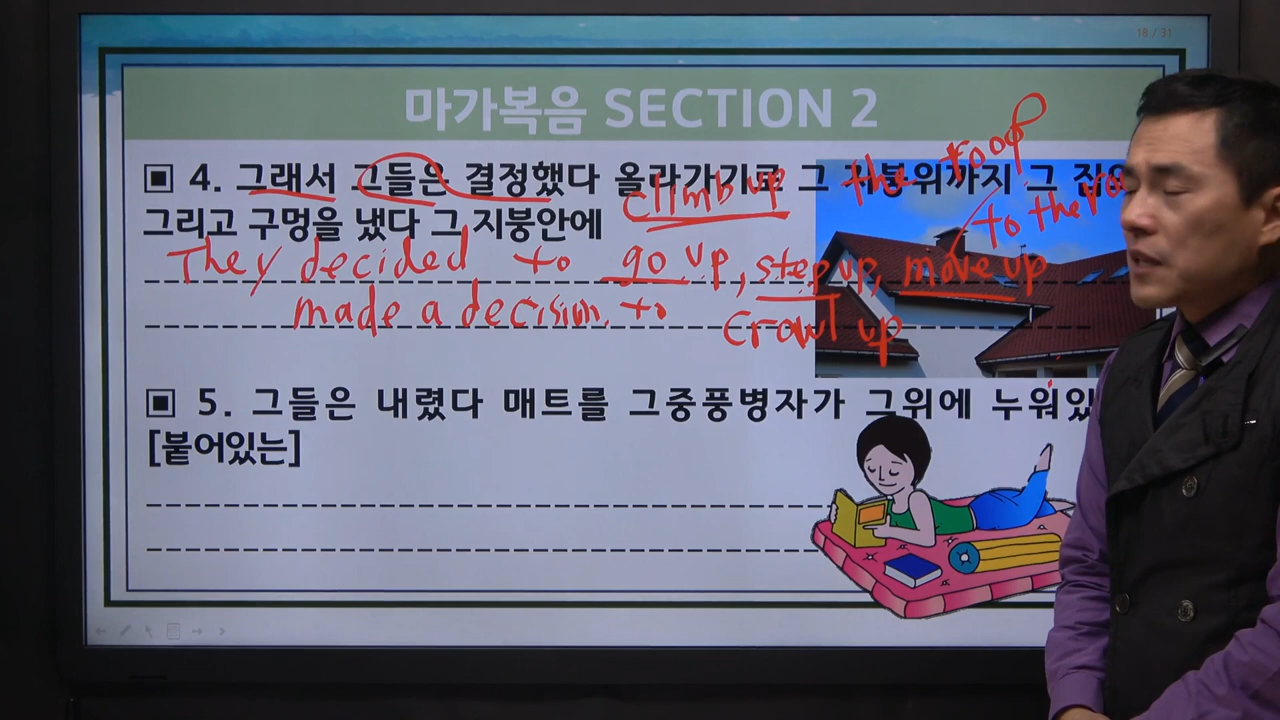 18 / 31
마가복음 SECTION 2
▣ 4. 그래서 그들은 결정했다 올라가기로 그 지붕위까지 그
climb up the roof
그리고 구멍을 냈다 그 지붕안에
to the
They decided to go up, step up, move up
made a decision, to crawl up
▣ 5. 그들은 내렸다 매트를 그중풍병자가 그위에 누워있
[붙어있는]